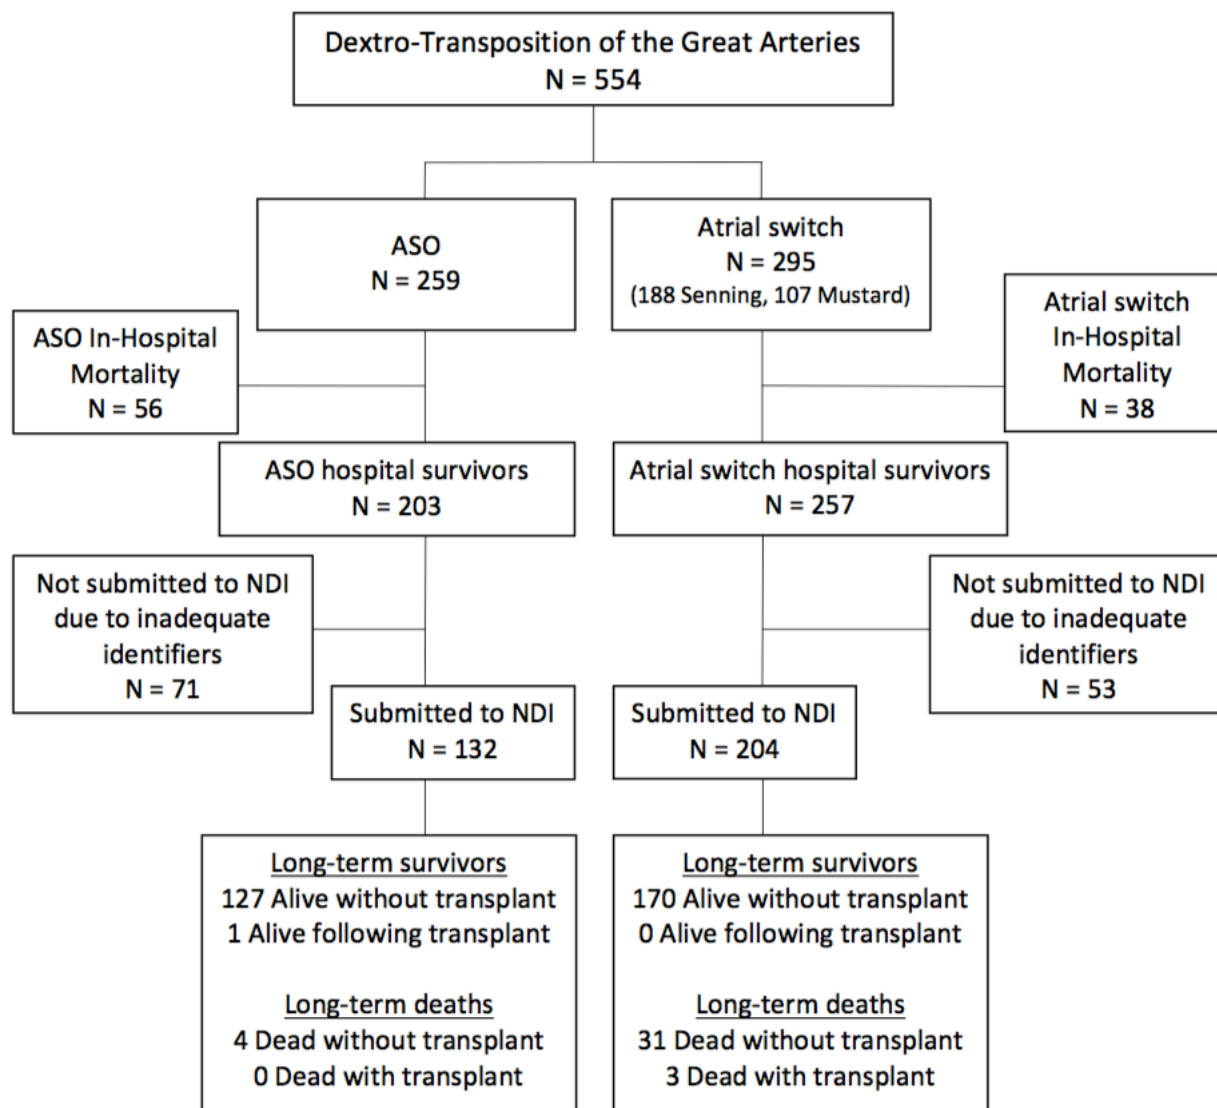 Dextro-Transposition of the Great Arteries
N = 554
ASO
N = 259
Atrial switch
N = 295
(188 Senning, 107 Mustard)
ASO In-Hospital
Mortality
N = 56
Atrial switch
In-Hospital
Mortality
N = 38
ASO hospital survivors
N = 203
Atrial switch hospital survivors
N = 257
Not submitted to NDI
due to inadequate
identifiers
N = 71
Not submitted to NDI
due to inadequate
identifiers
N = 53
Submitted to NDI
N = 132
Submitted to NDI
N = 204
Long-term survivors
127 Alive without transplant
1 Alive following transplant
Long-term deaths
4 Dead without transplant
0 Dead with transplant
Long-term survivors
170 Alive without transplant
0 Alive following transplant
Long-term deaths
31 Dead without transplant
3 Dead with transplant